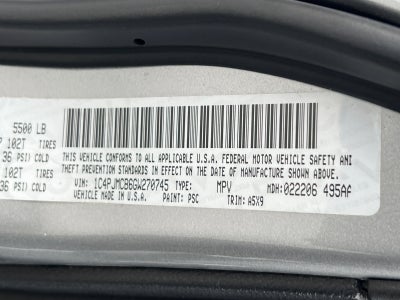 5500 LB
102T TIRES
36 PSI) COLD
102T TIRES
36 PSI) COLD
THIS VEHICLE CONFORMS TO ALL APPLICABLE U.S.A. FEDERAL MOTOR VEHICLE SAFETY AND
THEFT PREVENTION STANDARDS IN EFFECT ON THE DATE OF MANUFACTURE SHOWN ABOVE
VIN: 1C4PJMCB6GW270745 TYPE: MPV MDH:022206 495AA
VEHICLE MADE IN U.S.A. PAINT: PSC TRIM: A5X9